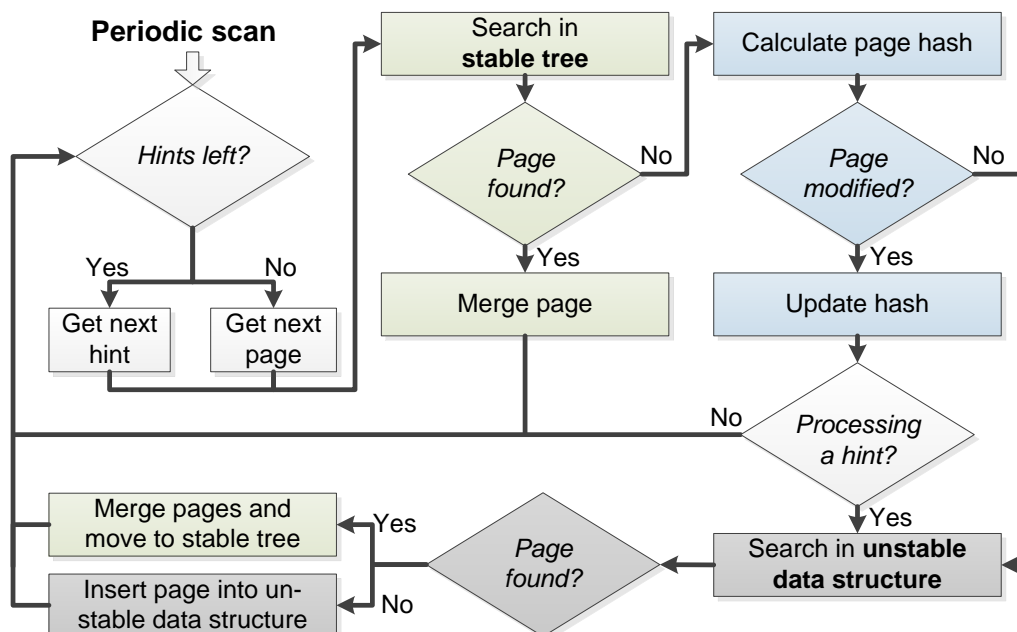 Periodic scan
Hints left?
Yes
No
Get next
hint
Get next
page
Search in
stable tree
Page
found?
No
Yes
Merge page
Calculate page hash
Page
modified?
No
Yes
Update hash
Processing
a hint?
No
Yes
Search in unstable
data structure
Page
found?
Yes
No
Merge pages and
move to stable tree
Insert page into un-
stable data structure